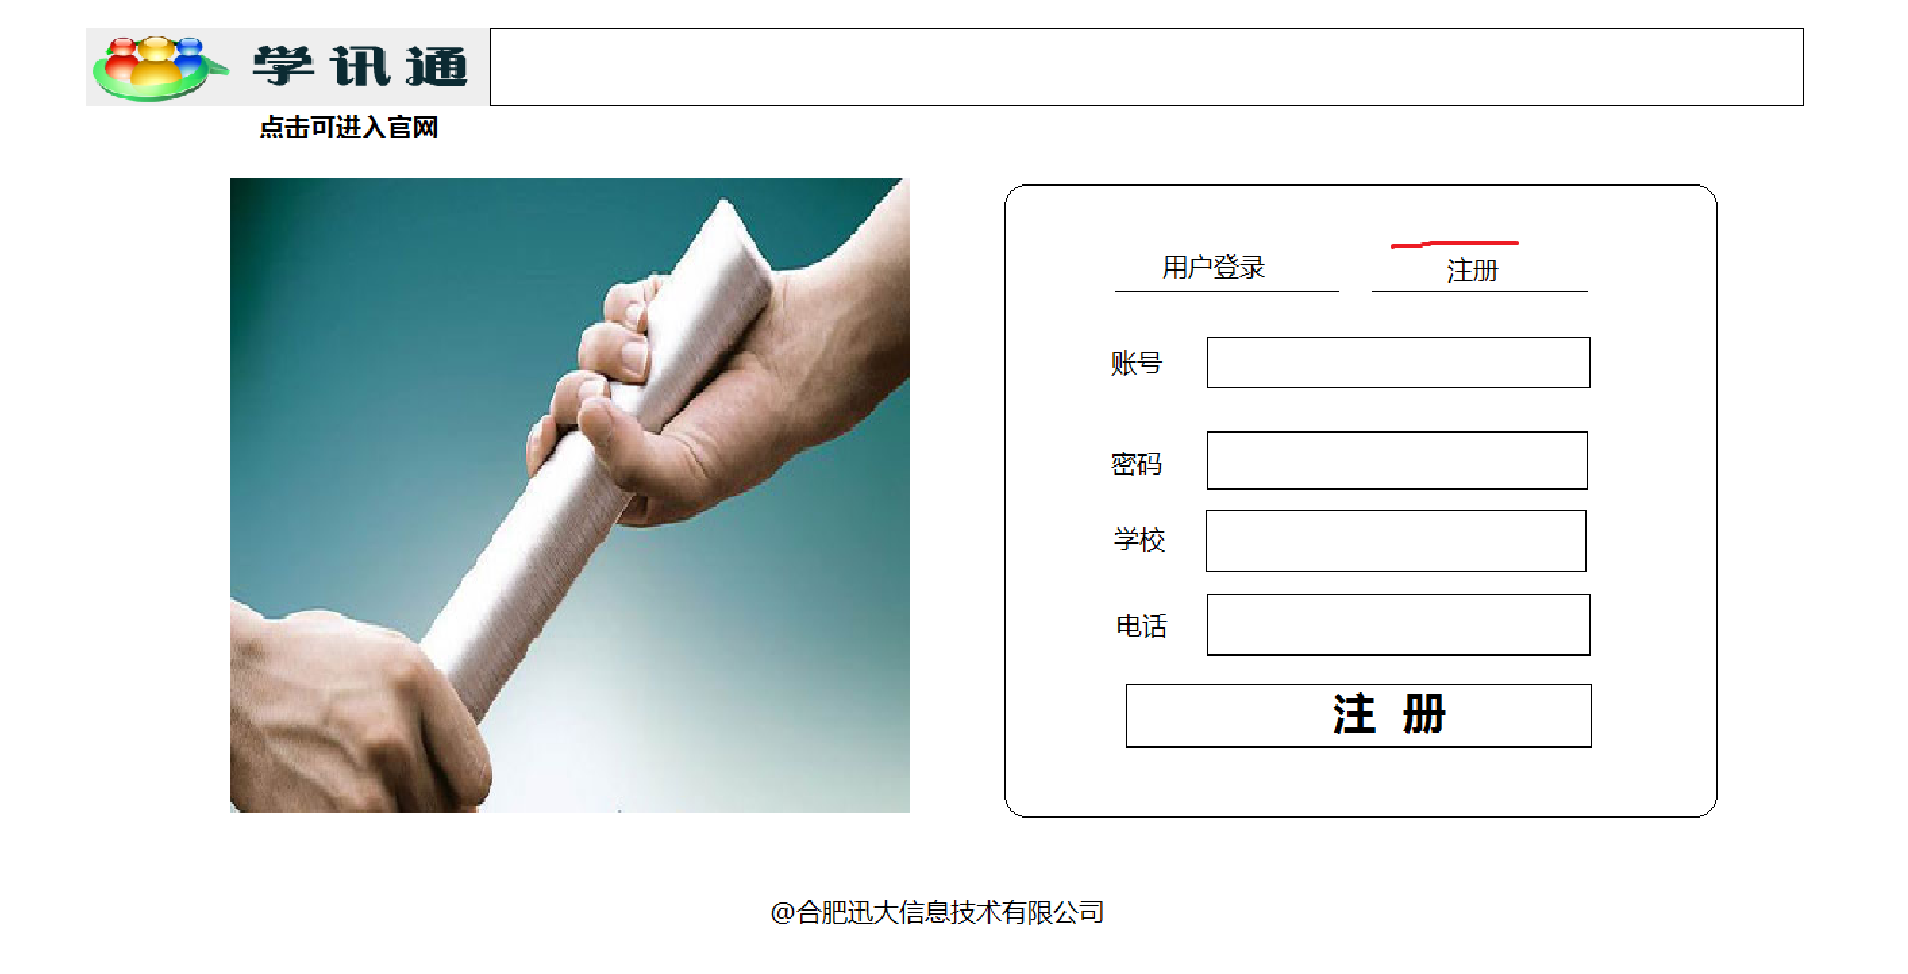 学讯通
点击可进入官网
用户登录
注册
账号
密码
学校
电话
注 册
@合肥迅大信息技术有限公司